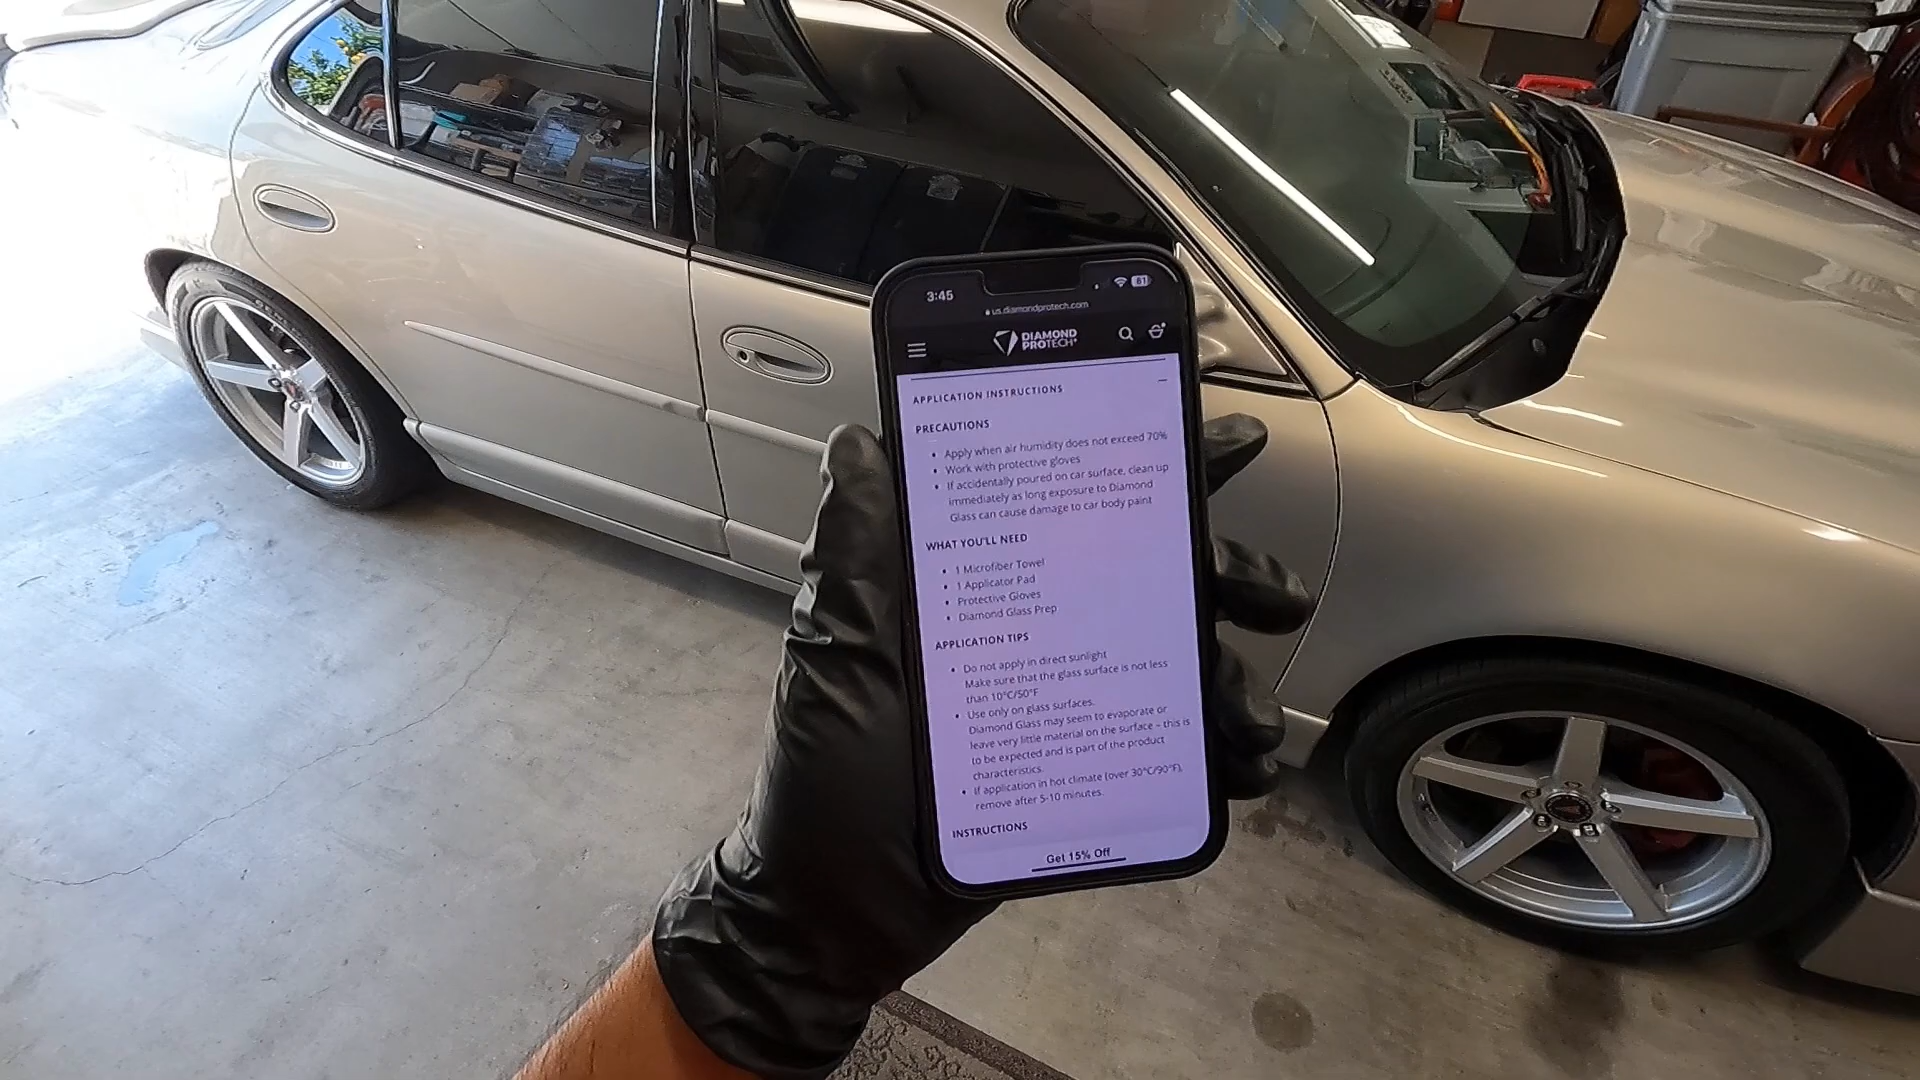 3:45
61
us.diamondprotech.com
DIAMOND
PROTECH
APPLICATION INSTRUCTIONS
PRECAUTIONS
• Apply when air humidity does not exceed 70%
• Work with protective gloves
• If accidentally poured on car surface, clean up
immediately as long exposure to Diamond
Glass can cause damage to car body paint
WHAT YOU'LL NEED
• 1 Microfiber Towel
• 1 Applicator Pad
• Protective Gloves
• Diamond Glass Prep
APPLICATION TIPS
• Do not apply in direct sunlight
Make sure that the glass surface is not less
than 10°C/50°F
• Use only on glass surfaces.
Diamond Glass may seem to evaporate or
leave very little material on the surface – this is
to be expected and is part of the product
characteristics.
• If application in hot climate (over 30°C/90°F),
remove after 5-10 minutes.
INSTRUCTIONS
Get 15% Off